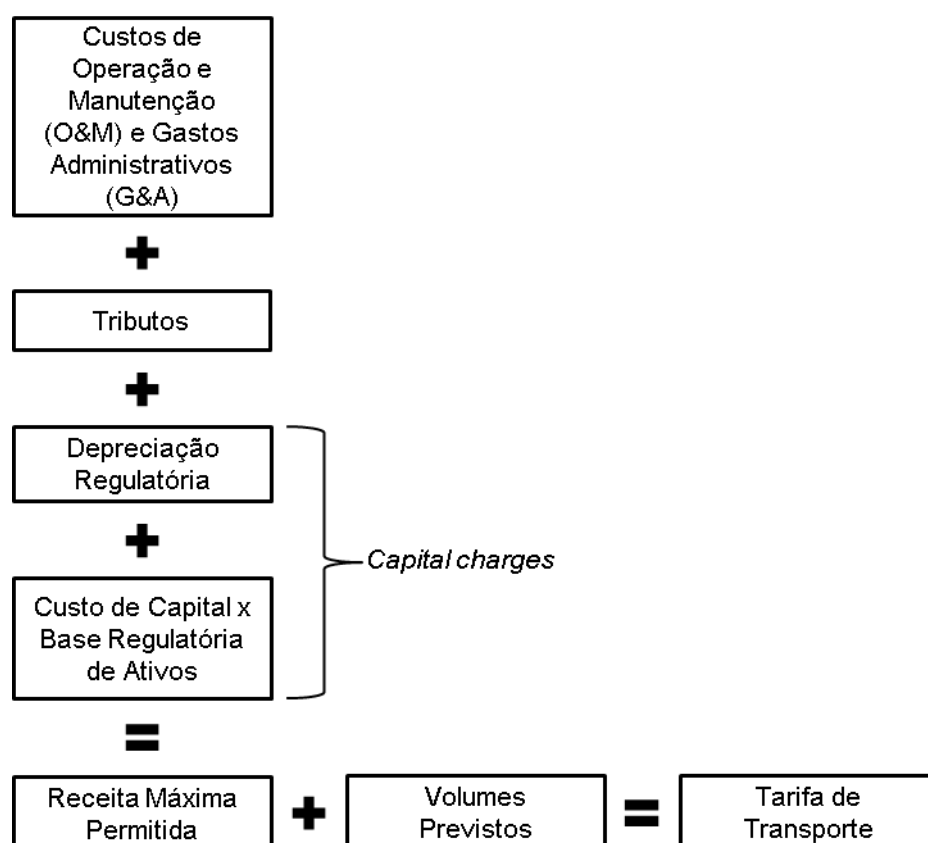 Custos de
Operação e
Manutenção
(O&M) e Gastos
Administrativos
(G&A)
+
Tributos
+
Depreciação
Regulatória
+
Capital charges
Custo de Capital x
Base Regulatória
de Ativos
=
Receita Máxima
Permitida
+
Volumes
Previstos
=
Tarifa de
Transporte